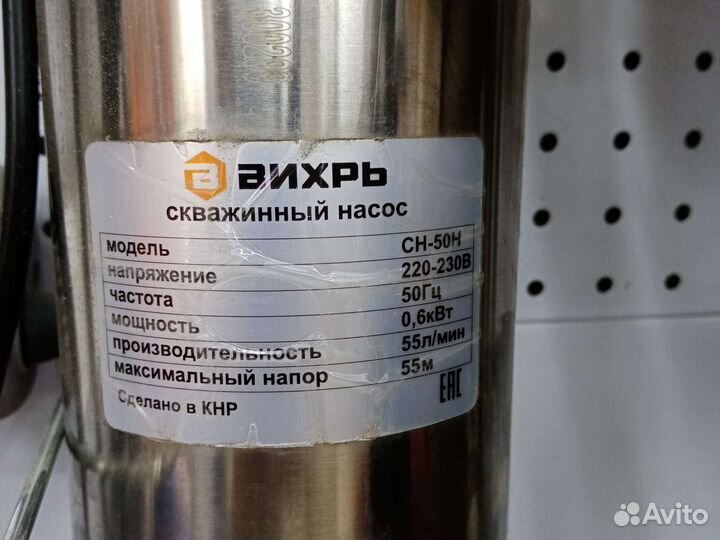 ВИХРЬ
скважинный насос
модель СН-50Н
напряжение 220-230В
частота 50Гц
мощность 0,6кВт
производительность 55л/мин
максимальный напор 55м
Сделано в КНР
ЕАС
Avito